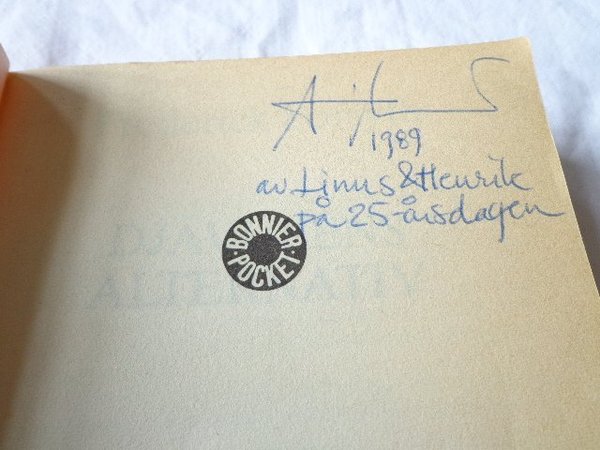 1989
av Linus & Henrik
på 25-årsdagen
BONNIER
POCKET